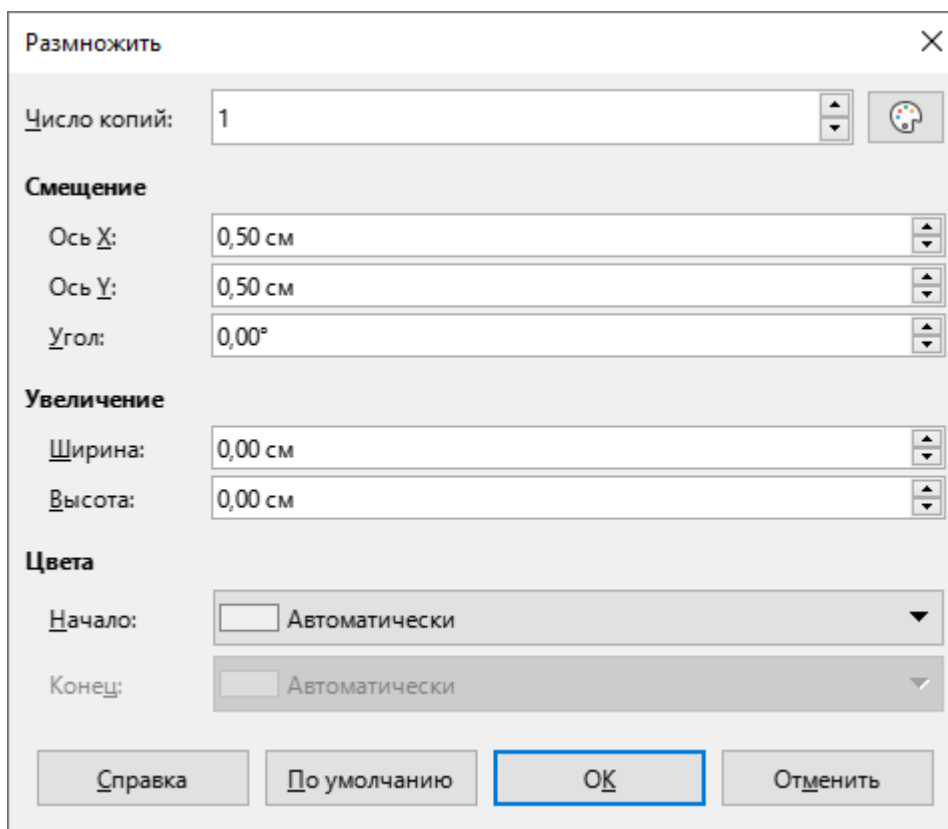 Размножить
Число копий: 1
Смещение
Ось X: 0,50 см
Ось Y: 0,50 см
Угол: 0,00°
Увеличение
Ширина: 0,00 см
Высота: 0,00 см
Цвета
Начало: Автоматически
Конец: Автоматически
Справка По умолчанию ОК Отменить